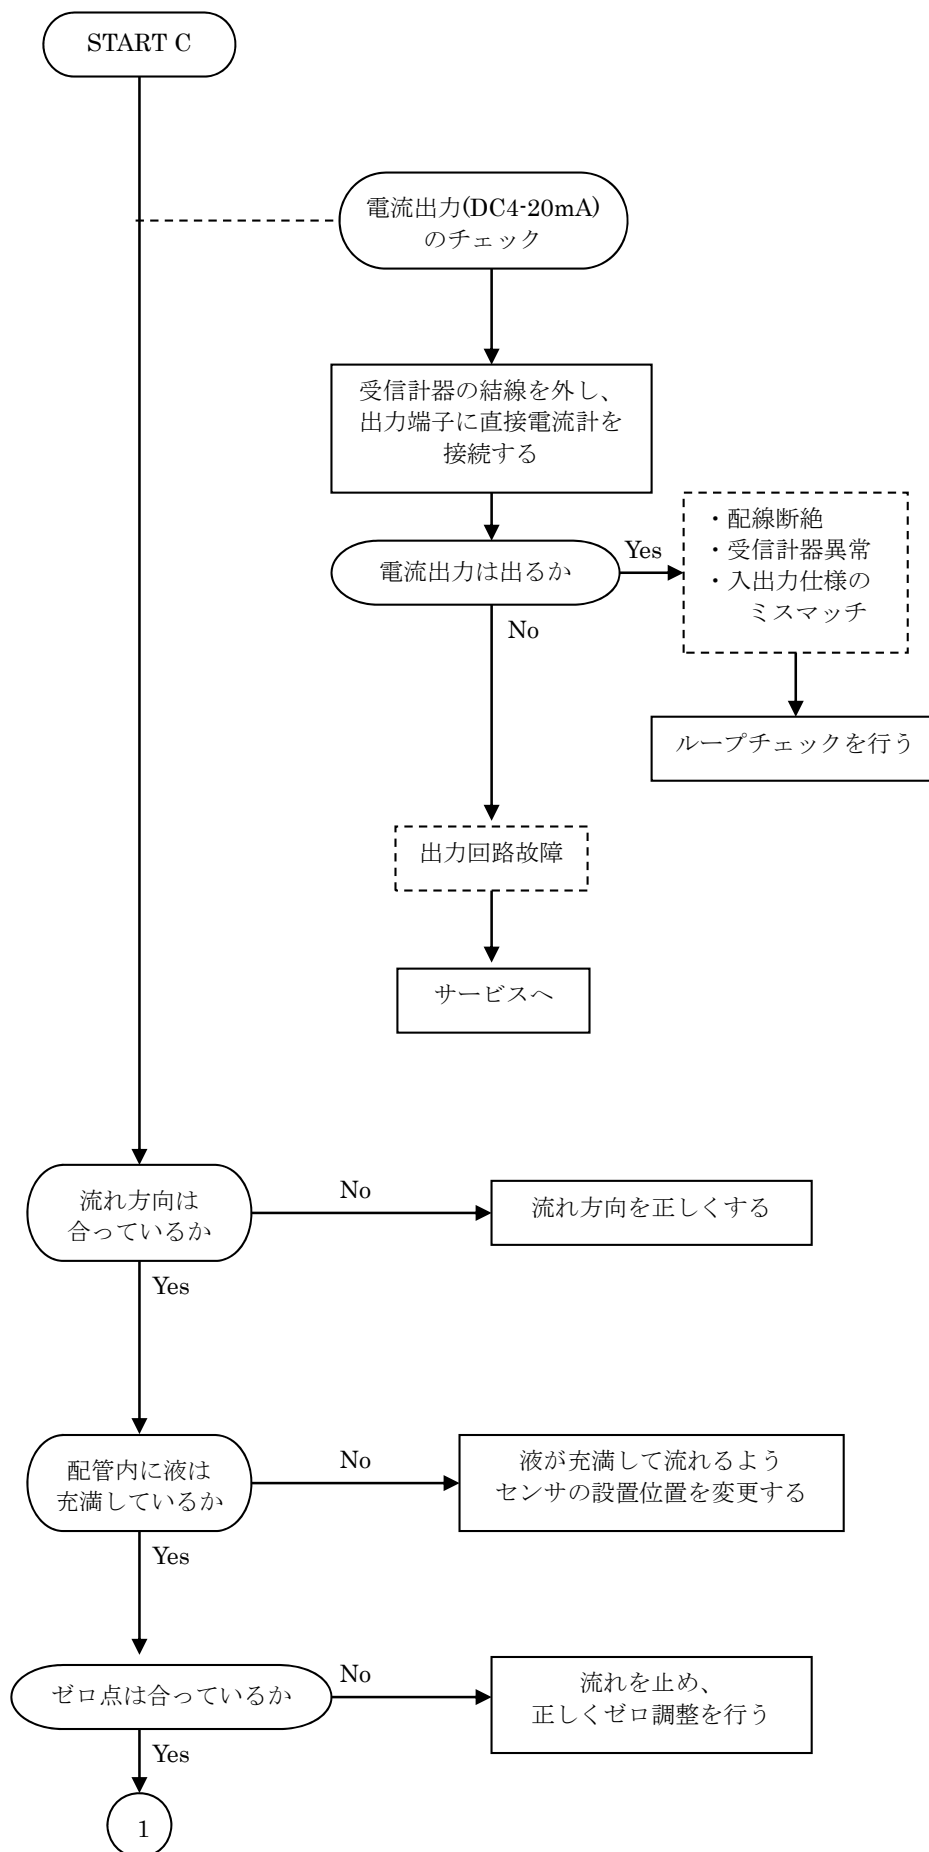 START C
電流出力(DC4-20mA)
のチェック
受信計器の結線を外し、
出力端子に直接電流計を
接続する
電流出力は出るか
Yes
・配線断絶
・受信計器異常
・入出力仕様の
ミスマッチ
No
ループチェックを行う
出力回路故障
サービスへ
流れ方向は
合っているか
No
流れ方向を正しくする
Yes
配管内に液は
充満しているか
No
液が充満して流れるよう
センサの設置位置を変更する
Yes
ゼロ点は合っているか
No
流れを止め、
正しくゼロ調整を行う
Yes
1